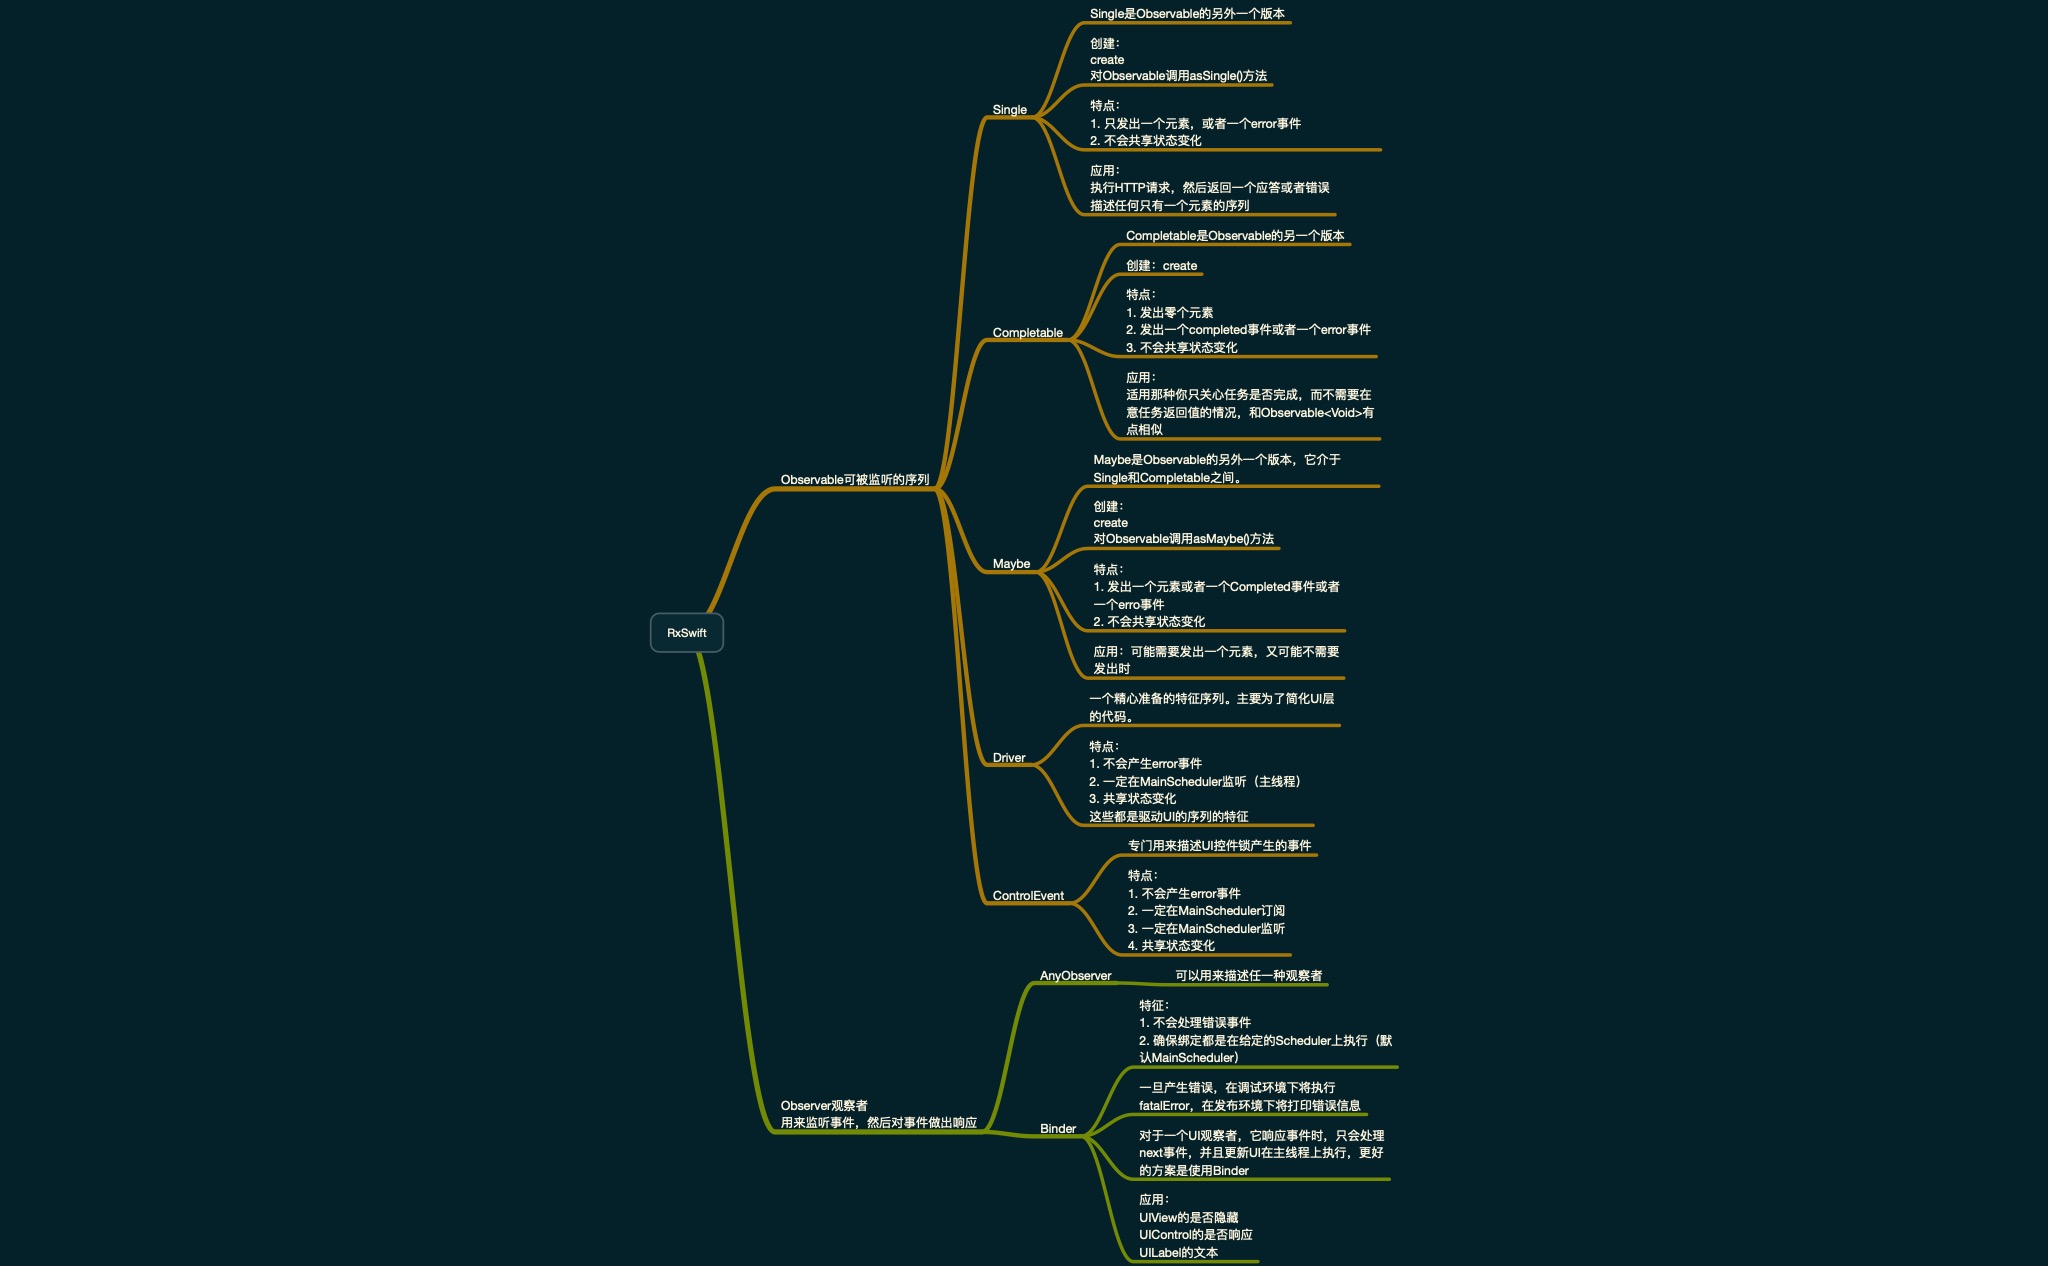 RxSwift
Observable可被监听的序列
Single
Single是Observable的另外一个版本
创建：
create
对Observable调用asSingle()方法
特点：
1. 只发出一个元素，或者一个error事件
2. 不会共享状态变化
应用：
执行HTTP请求，然后返回一个应答或者错误
描述任何只有一个元素的序列
Completable
Completable是Observable的另一个版本
创建：create
特点：
1. 发出零个元素
2. 发出一个completed事件或者一个error事件
3. 不会共享状态变化
应用：
适用那种你只关心任务是否完成，而不需要在
意任务返回值的情况，和Observable<Void>有
点相似
Maybe
Maybe是Observable的另外一个版本，它介于
Single和Completable之间。
创建：
create
对Observable调用asMaybe()方法
特点：
1. 发出一个元素或者一个Completed事件或者
一个erro事件
2. 不会共享状态变化
应用：可能需要发出一个元素，又可能不需要
发出时
Driver
一个精心准备的特征序列。主要为了简化UI层
的代码。
特点：
1. 不会产生error事件
2. 一定在MainScheduler监听（主线程）
3. 共享状态变化
这些都是驱动UI的序列的特征
ControlEvent
专门用来描述UI控件锁产生的事件
特点：
1. 不会产生error事件
2. 一定在MainScheduler订阅
3. 一定在MainScheduler监听
4. 共享状态变化
Observer观察者
用来监听事件，然后对事件做出响应
AnyObserver
可以用来描述任一种观察者
Binder
特征：
1. 不会处理错误事件
2. 确保绑定都是在给定的Scheduler上执行（默
认MainScheduler）
一旦产生错误，在调试环境下将执行
fatalError，在发布环境下将打印错误信息
对于一个UI观察者，它响应事件时，只会处理
next事件，并且更新UI在主线程上执行，更好
的方案是使用Binder
应用：
UIView的是否隐藏
UIControl的是否响应
UILabel的文本